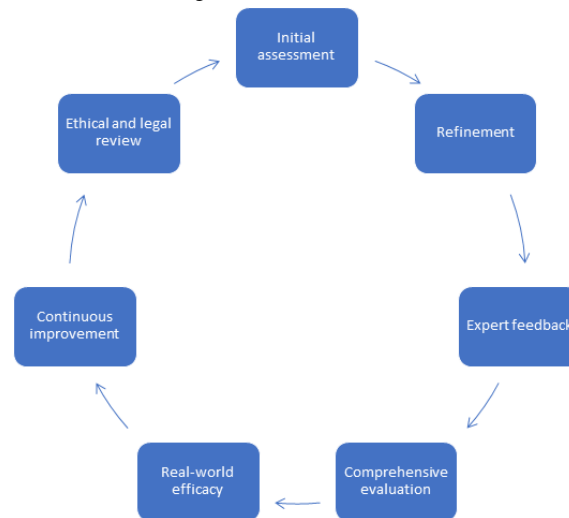 Initial
assessment
Refinement
Expert feedback
Comprehensive
evaluation
Real-world
efficacy
Continuous
improvement
Ethical and legal
review